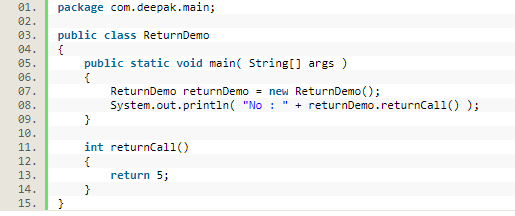 01. package com.deepak.main;
02.
03. public class ReturnDemo
04. {
05.     public static void main( String[] args )
06.     {
07.         ReturnDemo returnDemo = new ReturnDemo();
08.         System.out.println( "No : " + returnDemo.returnCall() );
09.     }
10.
11.     int returnCall()
12.     {
13.         return 5;
14.     }
15. }